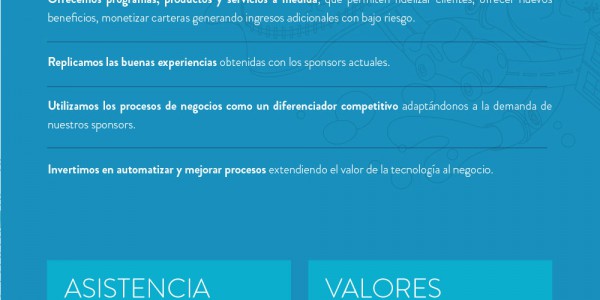 Ofrecemos programas, productos y servicios a medida, que permiten fidelizar clientes, ofrecer nuevos
beneficios, monetizar carteras generando ingresos adicionales con bajo riesgo.
Replicamos las buenas experiencias obtenidas con los sponsors actuales.
Utilizamos los procesos de negocios como un diferenciador competitivo adaptándonos a la demanda de
nuestros sponsors.
Invertimos en automatizar y mejorar procesos extendiendo el valor de la tecnología al negocio.
ASISTENCIA
VALORES